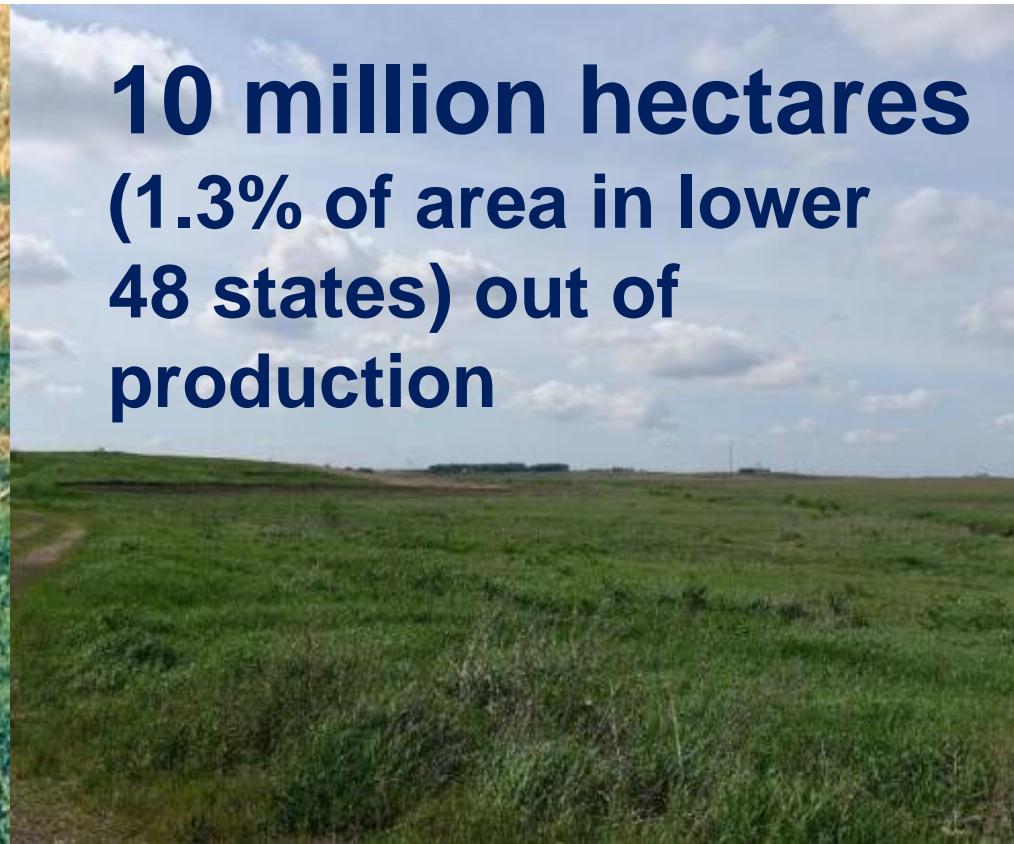 10 million hectares
(1.3% of area in lower
48 states) out of
production